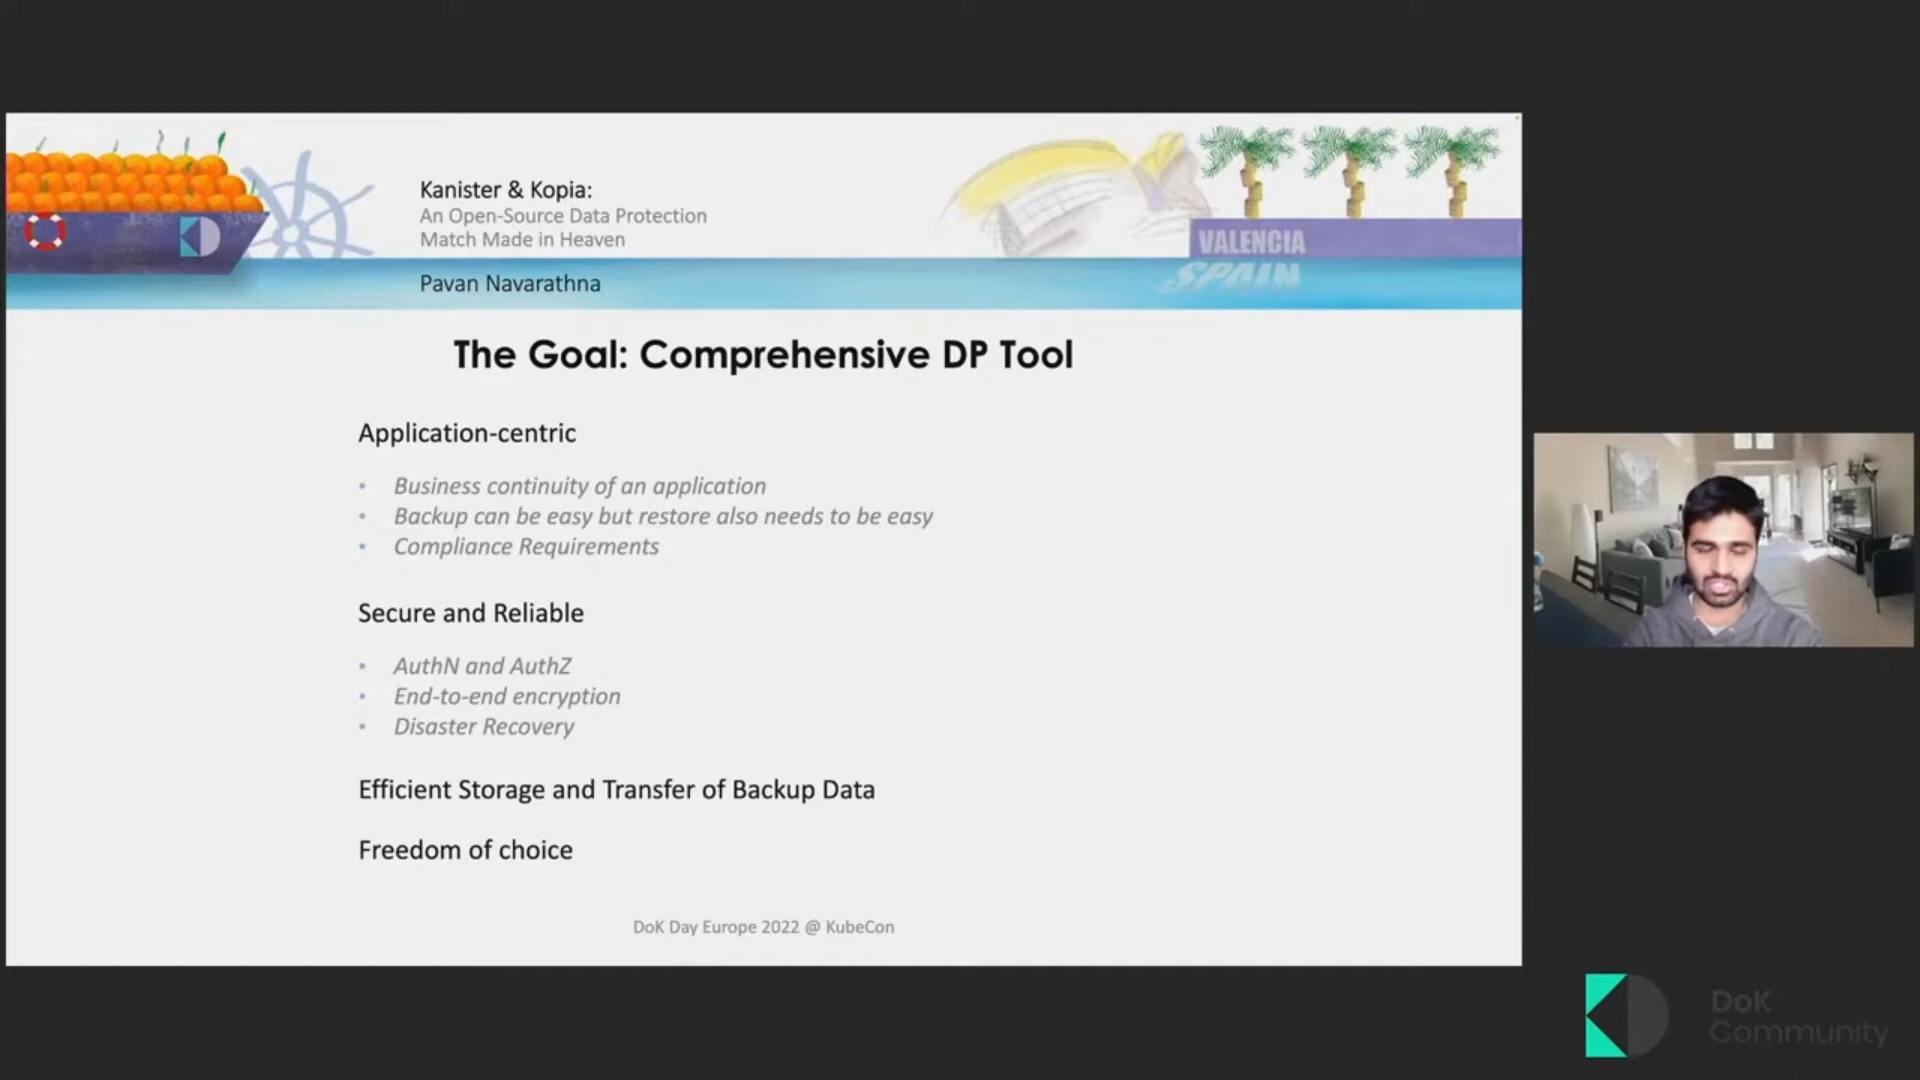 Kanister & Kopia:
An Open-Source Data Protection
Match Made in Heaven
Pavan Navarathna
VALENCIA
SPAIN
The Goal: Comprehensive DP Tool
Application-centric
• Business continuity of an application
• Backup can be easy but restore also needs to be easy
• Compliance Requirements
Secure and Reliable
• AuthN and AuthZ
• End-to-end encryption
• Disaster Recovery
Efficient Storage and Transfer of Backup Data
Freedom of choice
DoK Day Europe 2022 @ KubeCon
DoK
Community